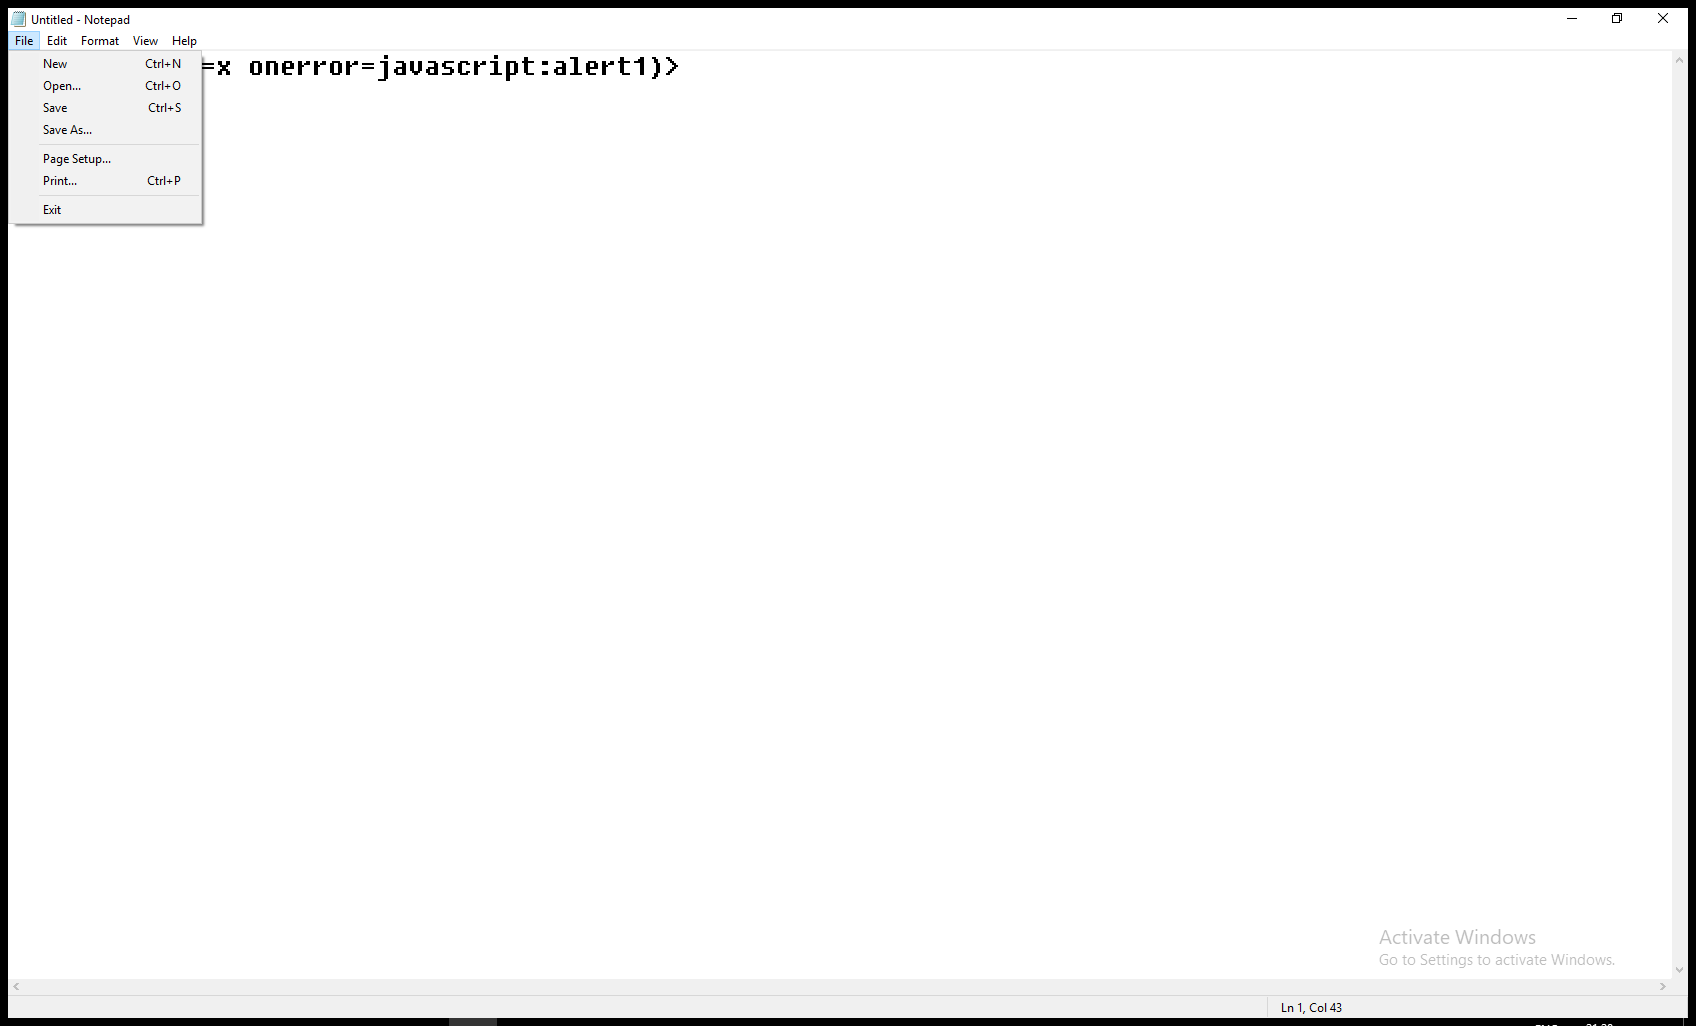 Untitled - Notepad
File Edit Format View Help
=x onerror=javascript:alert1)>
New Ctrl+N
Open... Ctrl+O
Save Ctrl+S
Save As...
Page Setup...
Print... Ctrl+P
Exit
Activate Windows
Go to Settings to activate Windows.
Ln 1, Col 43